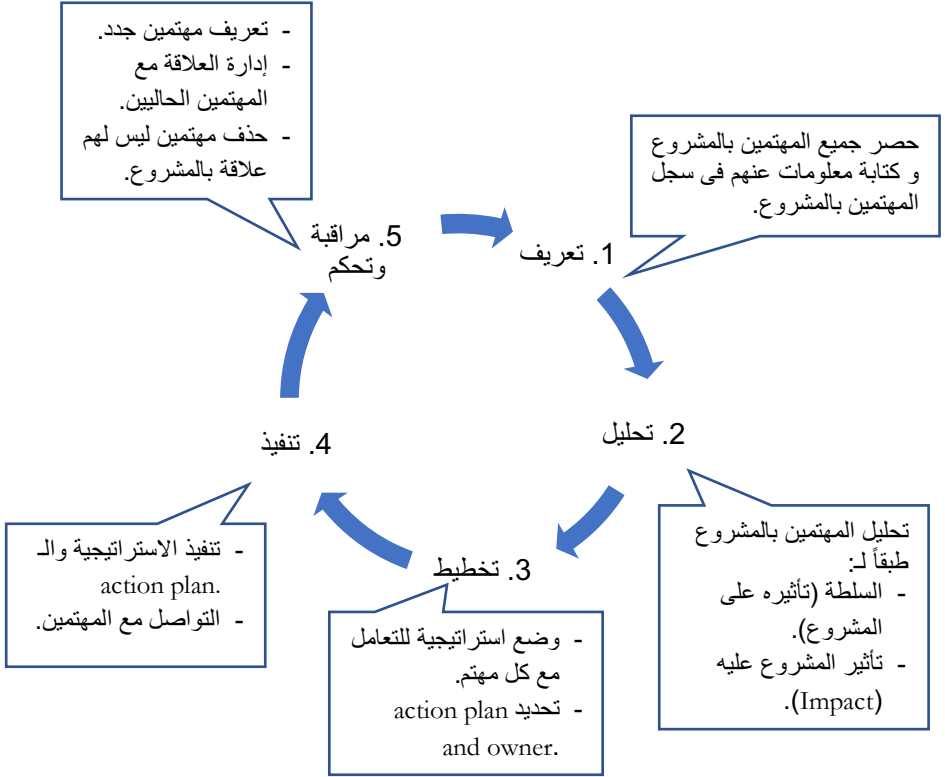 - تعريف مهتمين جدد.
- إدارة العلاقة مع
المهتمين الحاليين.
- حذف مهتمين ليس لهم
علاقة بالمشروع.
حصر جميع المهتمين بالمشروع
و كتابة معلومات عنهم فى سجل
المهتمين بالمشروع.
1. تعريف
2. تحليل
تحليل المهتمين بالمشروع
طبقاً لـ:
- السلطة (تأثيره على
المشروع).
- تأثير المشروع عليه
(Impact).
3. تخطيط
- وضع استراتيجية للتعامل
مع كل مهتم.
- تحديد action plan
and owner.
4. تنفيذ
- تنفيذ الاستراتيجية والـ
action plan.
- التواصل مع المهتمين.
5. مراقبة
وتحكم